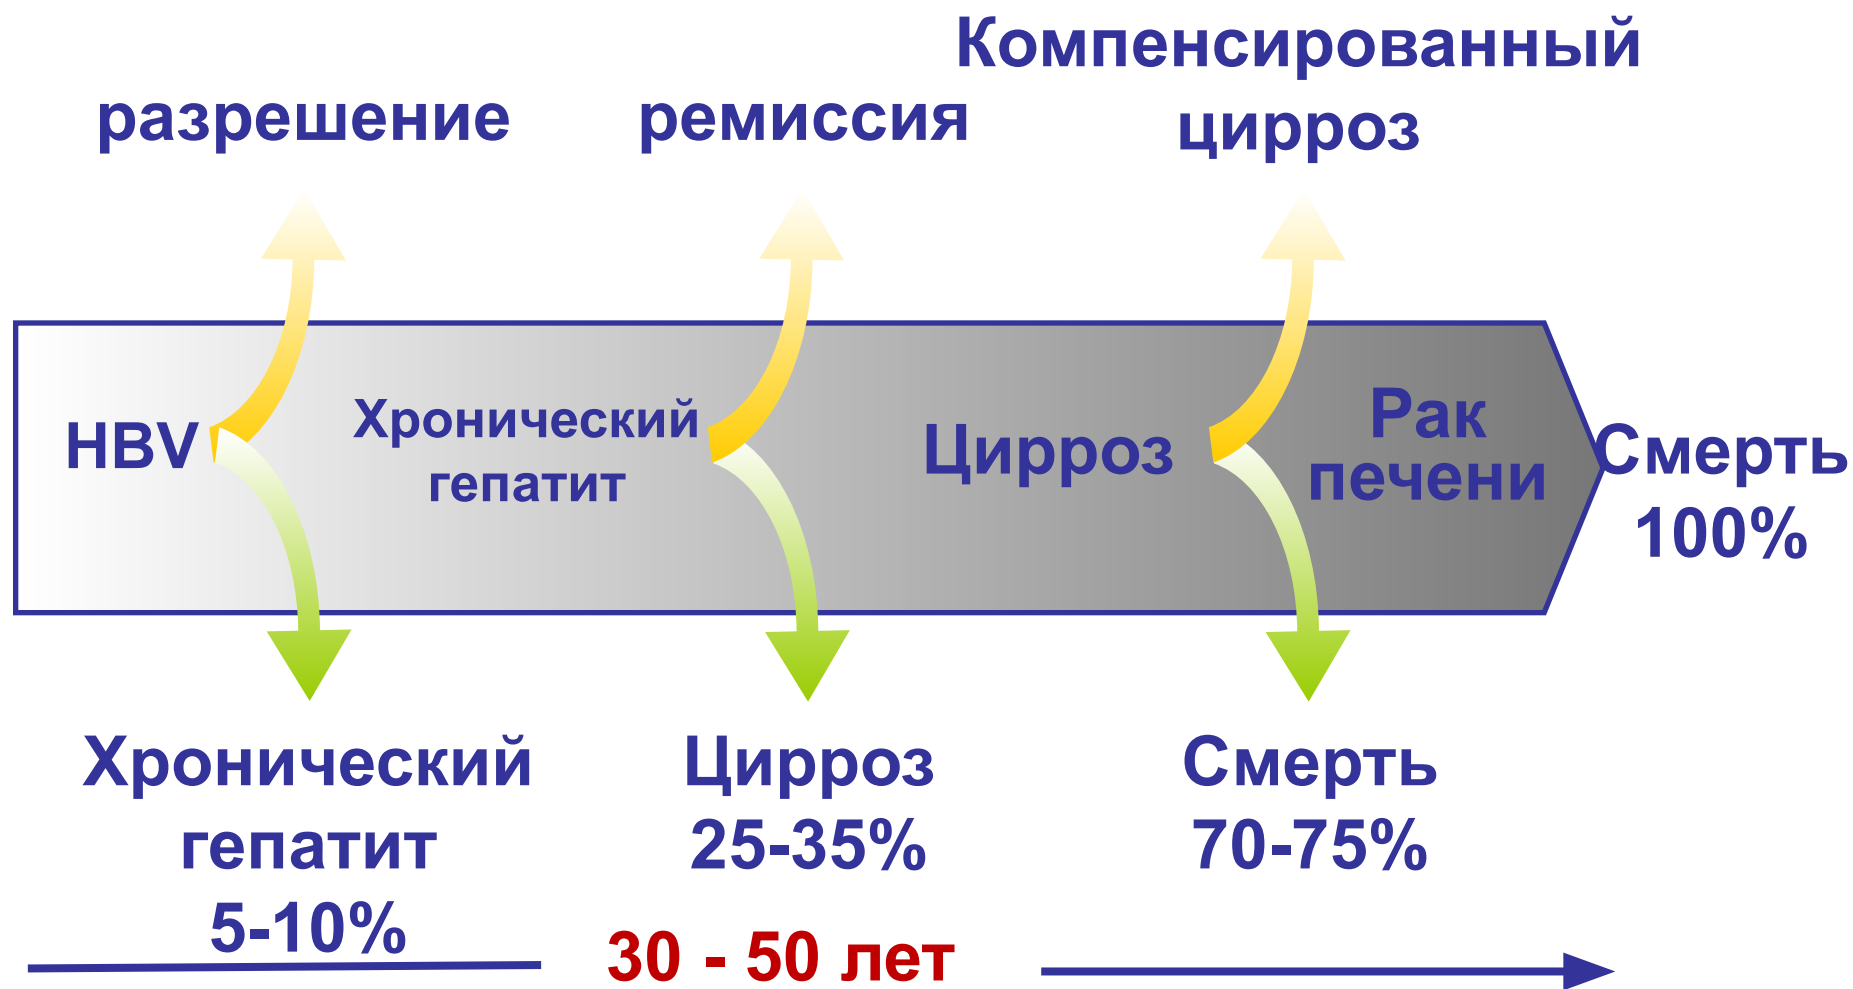 Компенсированный
цирроз
разрешение
ремиссия
HBV
Хронический
гепатит
Цирроз
Рак
печени
Смерть
100%
Хронический
гепатит
5-10%
Цирроз
25-35%
Смерть
70-75%
30 - 50 лет